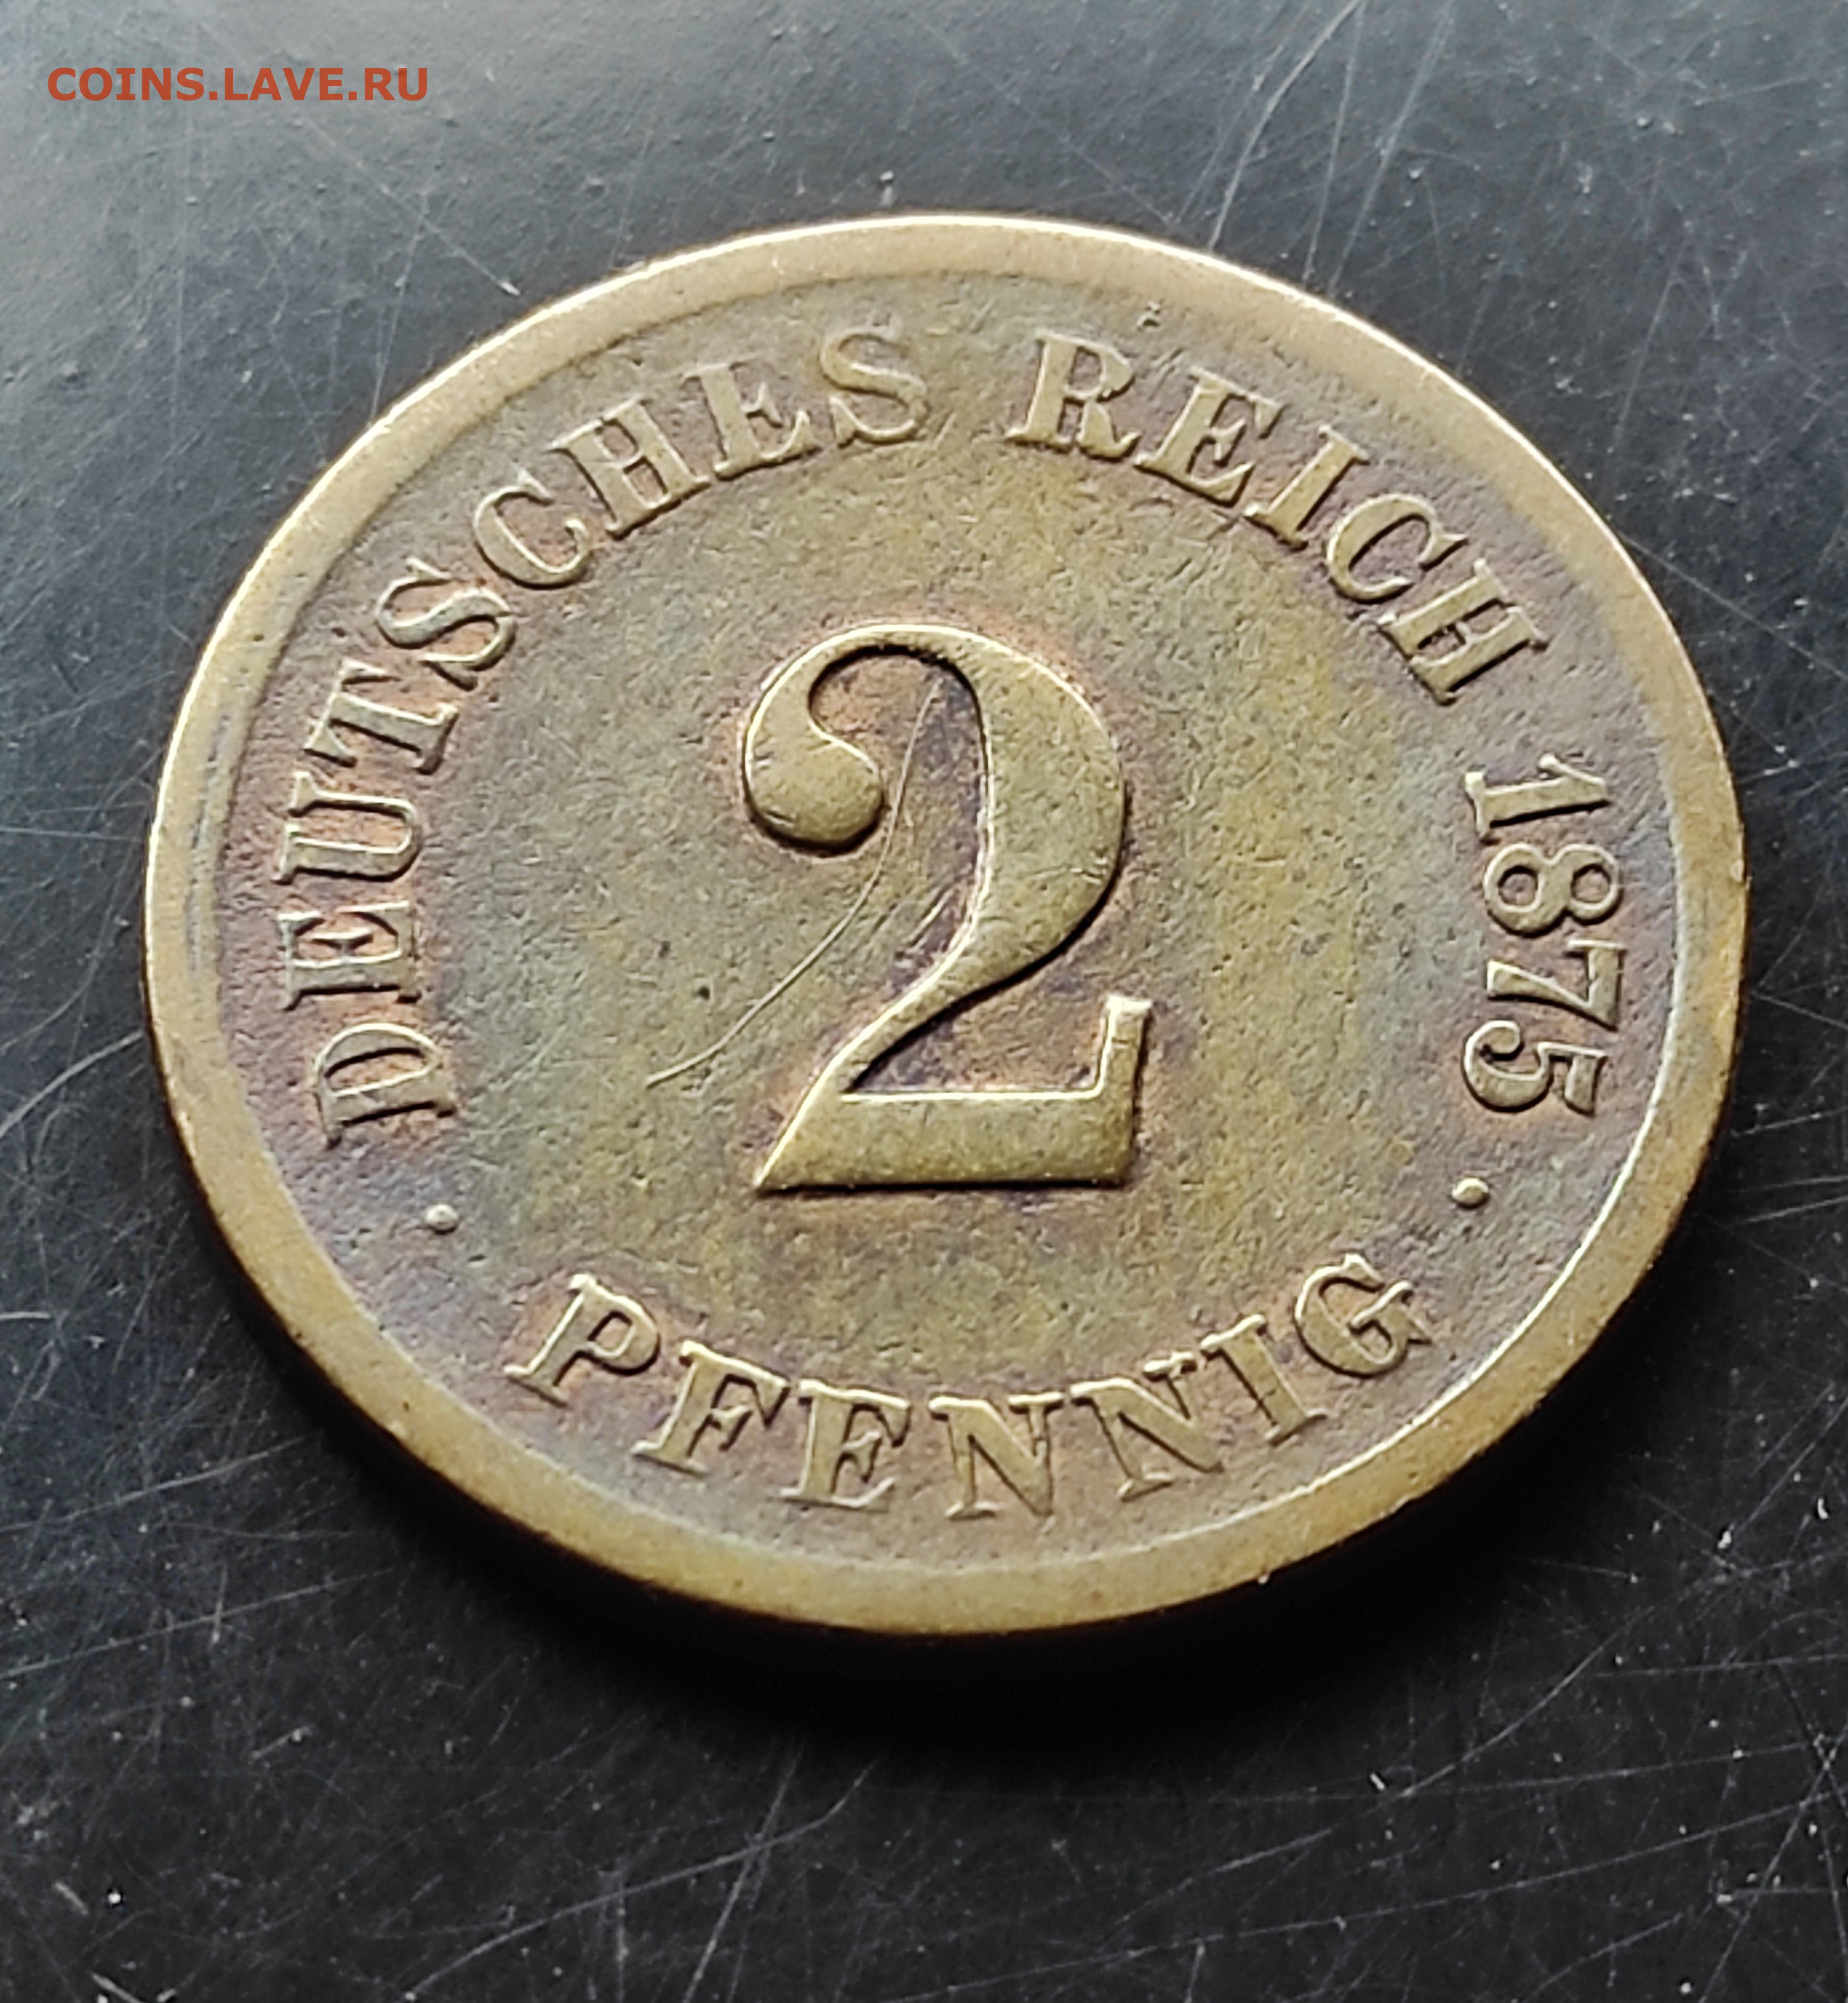 COINS.LAVE.RU
· DEUTSCHES REICH 1875 ·
2
PFENNIG